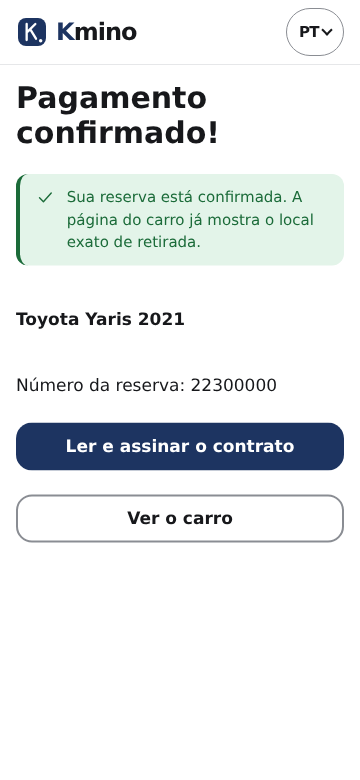 K. Kmino
PT
Pagamento
confirmado!
Sua reserva está confirmada. A
página do carro já mostra o local
exato de retirada.
Toyota Yaris 2021
Número da reserva: 22300000
Ler e assinar o contrato
Ver o carro